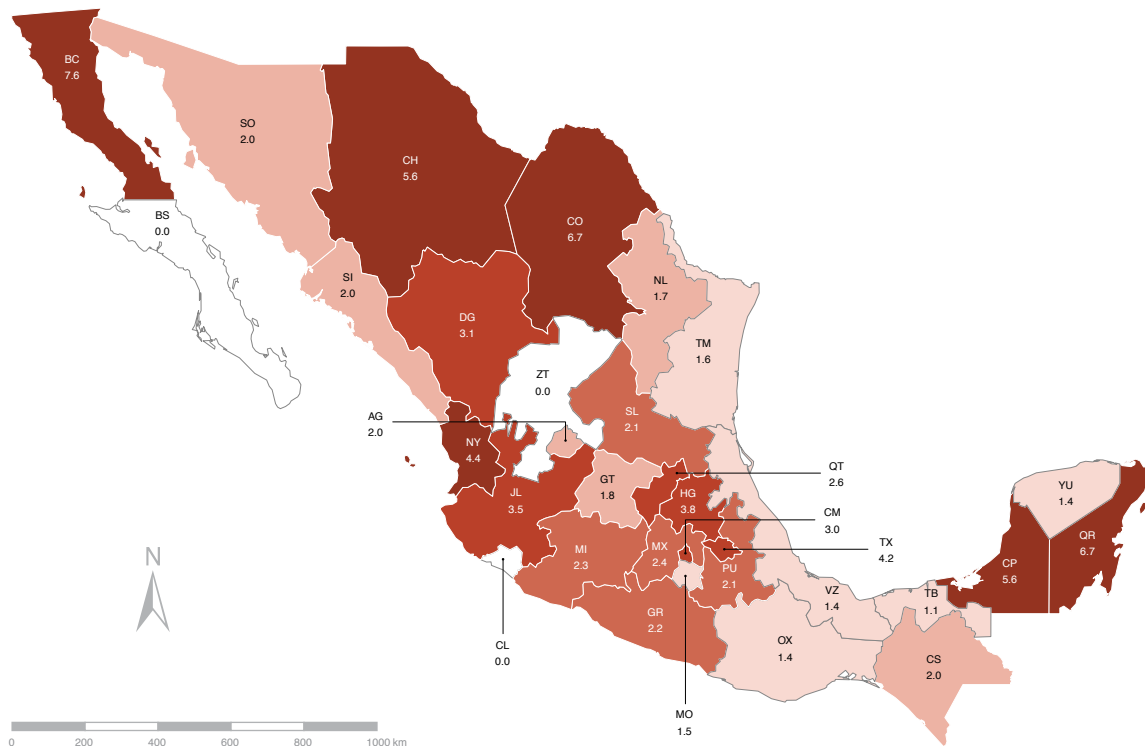 BC
7.6
SO
2.0
CH
5.6
BS
0.0
CO
6.7
SI
2.0
NL
1.7
DG
3.1
TM
1.6
ZT
0.0
AG
2.0
SL
2.1
NY
4.4
QT
2.6
GT
1.8
JL
3.5
HG
3.8
YU
1.4
CM
3.0
MI
2.3
MX
2.4
TX
4.2
QR
6.7
N
PU
2.1
CP
5.6
VZ
1.4
TB
1.1
GR
2.2
OX
1.4
CL
0.0
CS
2.0
MO
1.5
0 200 400 600 800 1000 km